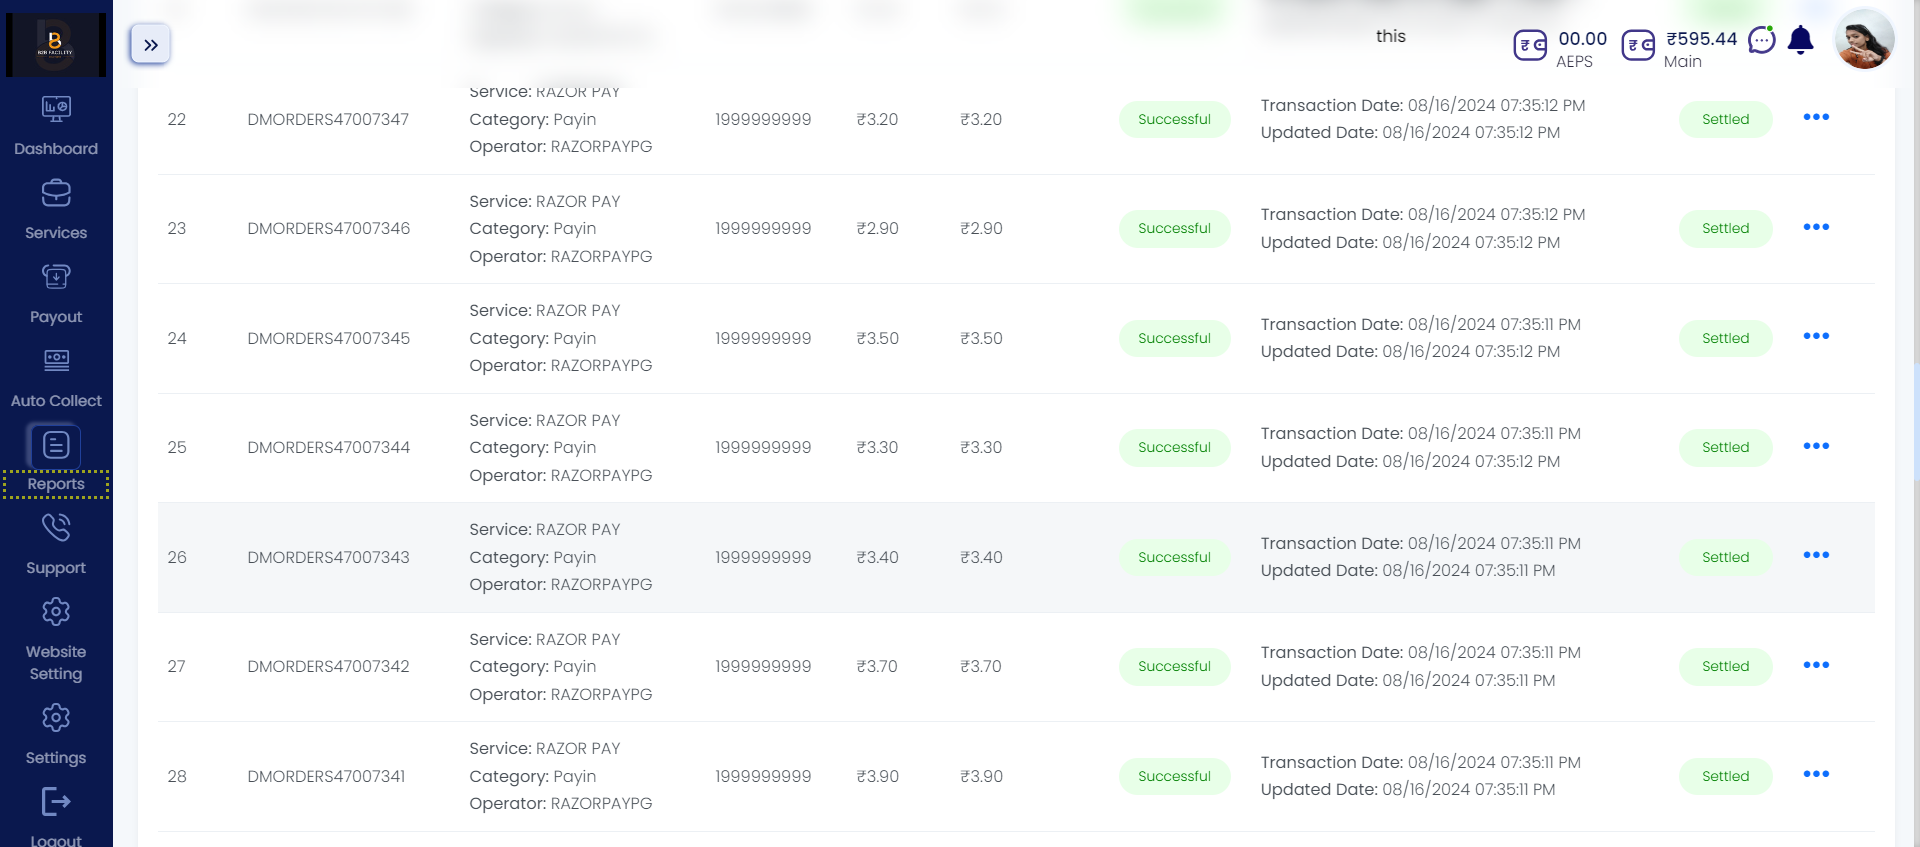 B2B FACILITY
this
00.00
AEPS
₹595.44
Main
Dashboard
Services
Payout
Auto Collect
Reports
Support
Website
Setting
Settings
Logout
Service: RAZOR PAY
22 DMORDERS47007347 Category: Payin 1999999999 ₹3.20 ₹3.20 Successful Transaction Date: 08/16/2024 07:35:12 PM Settled
Operator: RAZORPAYPG Updated Date: 08/16/2024 07:35:12 PM
Service: RAZOR PAY
23 DMORDERS47007346 Category: Payin 1999999999 ₹2.90 ₹2.90 Successful Transaction Date: 08/16/2024 07:35:12 PM Settled
Operator: RAZORPAYPG Updated Date: 08/16/2024 07:35:12 PM
Service: RAZOR PAY
24 DMORDERS47007345 Category: Payin 1999999999 ₹3.50 ₹3.50 Successful Transaction Date: 08/16/2024 07:35:11 PM Settled
Operator: RAZORPAYPG Updated Date: 08/16/2024 07:35:12 PM
Service: RAZOR PAY
25 DMORDERS47007344 Category: Payin 1999999999 ₹3.30 ₹3.30 Successful Transaction Date: 08/16/2024 07:35:11 PM Settled
Operator: RAZORPAYPG Updated Date: 08/16/2024 07:35:12 PM
Service: RAZOR PAY
26 DMORDERS47007343 Category: Payin 1999999999 ₹3.40 ₹3.40 Successful Transaction Date: 08/16/2024 07:35:11 PM Settled
Operator: RAZORPAYPG Updated Date: 08/16/2024 07:35:11 PM
Service: RAZOR PAY
27 DMORDERS47007342 Category: Payin 1999999999 ₹3.70 ₹3.70 Successful Transaction Date: 08/16/2024 07:35:11 PM Settled
Operator: RAZORPAYPG Updated Date: 08/16/2024 07:35:11 PM
Service: RAZOR PAY
28 DMORDERS47007341 Category: Payin 1999999999 ₹3.90 ₹3.90 Successful Transaction Date: 08/16/2024 07:35:11 PM Settled
Operator: RAZORPAYPG Updated Date: 08/16/2024 07:35:11 PM